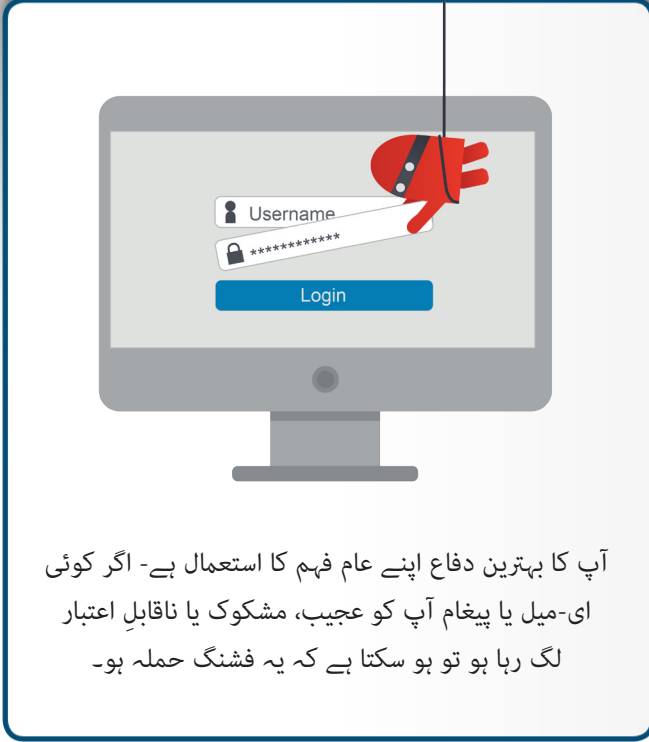 Username
************
Login
آپ کا بہترین دفاع اپنے عام فہم کا استعمال ہے- اگر کوئی
ای-میل یا پیغام آپ کو عجیب، مشکوک یا ناقابلِ اعتبار
لگ رہا ہو تو ہو سکتا ہے کہ یہ فشنگ حملہ ہو۔